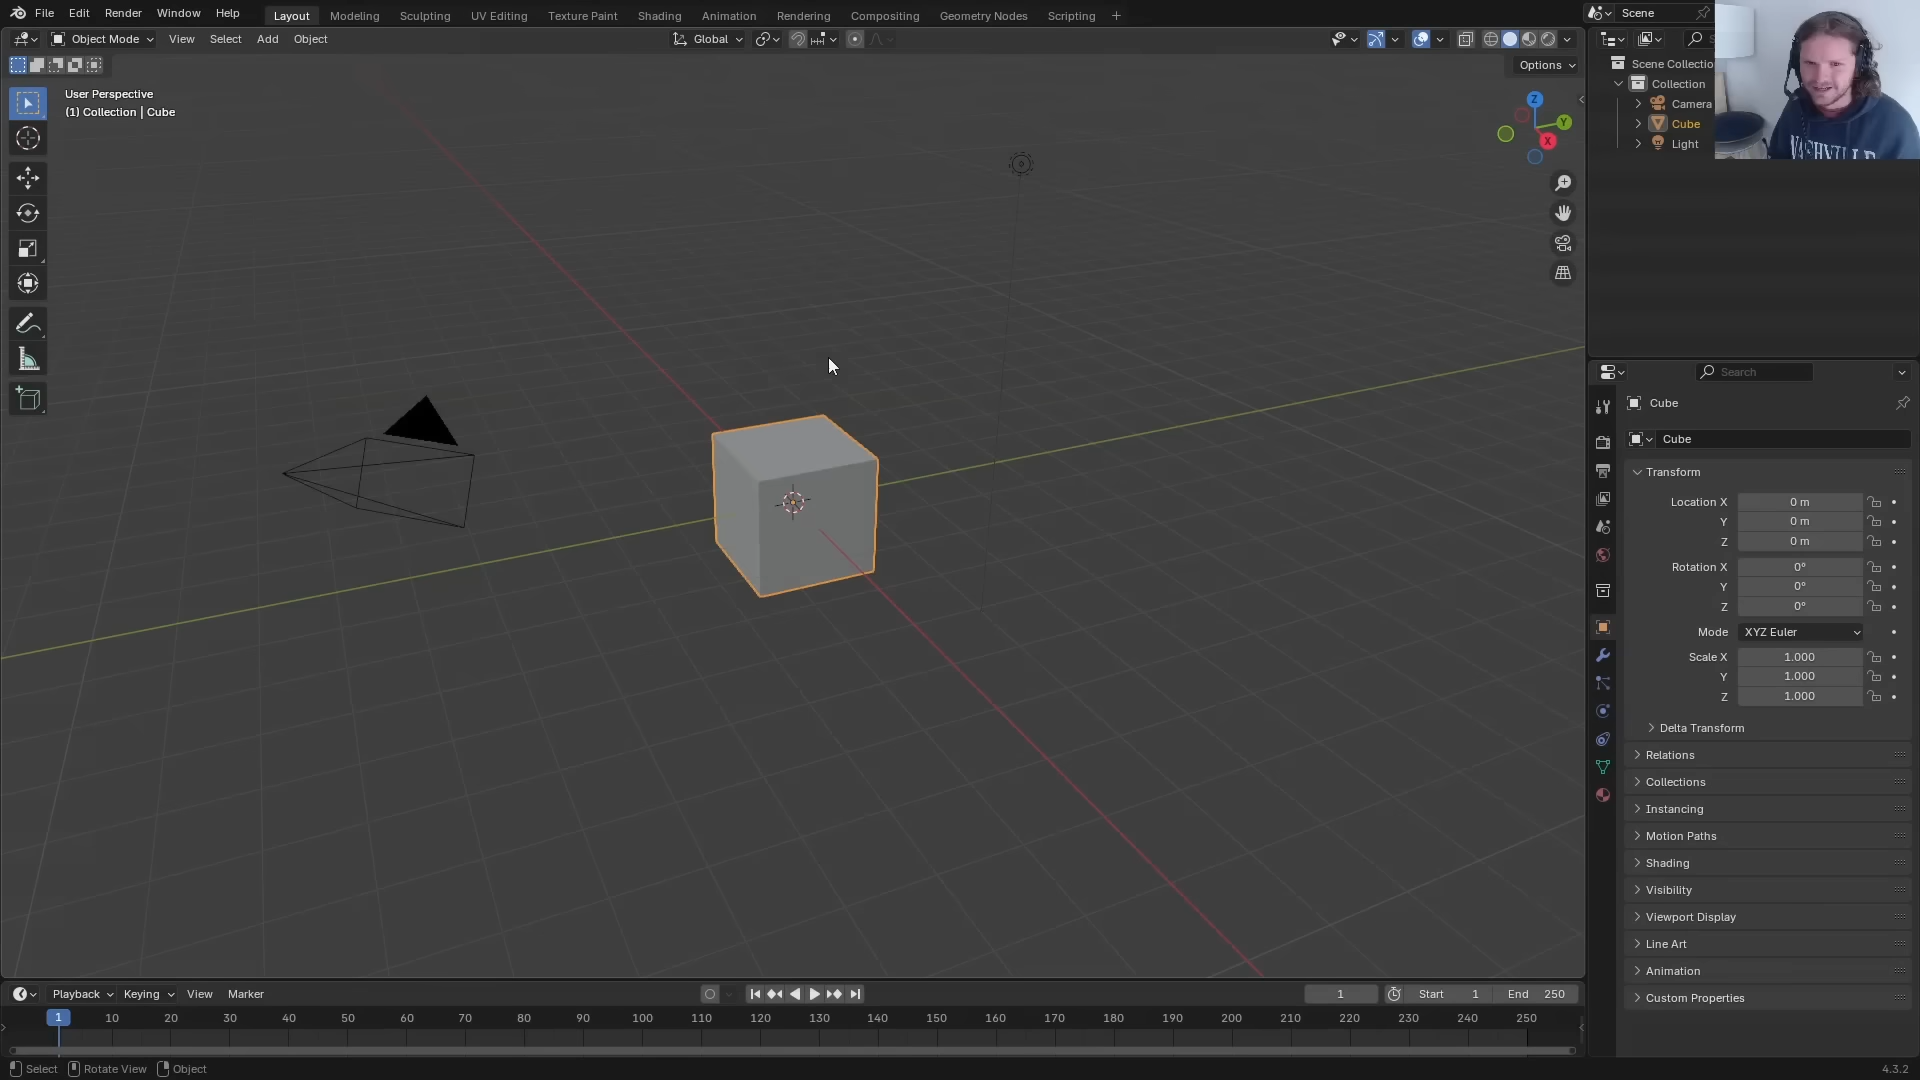 File Edit Render Window Help Layout Modeling Sculpting UV Editing Texture Paint Shading Animation Rendering Compositing Geometry Nodes Scripting + Scene
Object Mode View Select Add Object Global
Options
User Perspective
(1) Collection | Cube
Z
Y
X
Scene Collectio
Collection
Camera
Cube
Light
NASHVILLE
Search
Cube
Cube
Transform
Location X 0 m
Y 0 m
Z 0 m
Rotation X 0°
Y 0°
Z 0°
Mode XYZ Euler
Scale X 1.000
Y 1.000
Z 1.000
Delta Transform
Relations
Collections
Instancing
Motion Paths
Shading
Visibility
Viewport Display
Line Art
Animation
Custom Properties
Playback Keying View Marker 1 Start 1 End 250
1 10 20 30 40 50 60 70 80 90 100 110 120 130 140 150 160 170 180 190 200 210 220 230 240 250
Select Rotate View Object 4.3.2